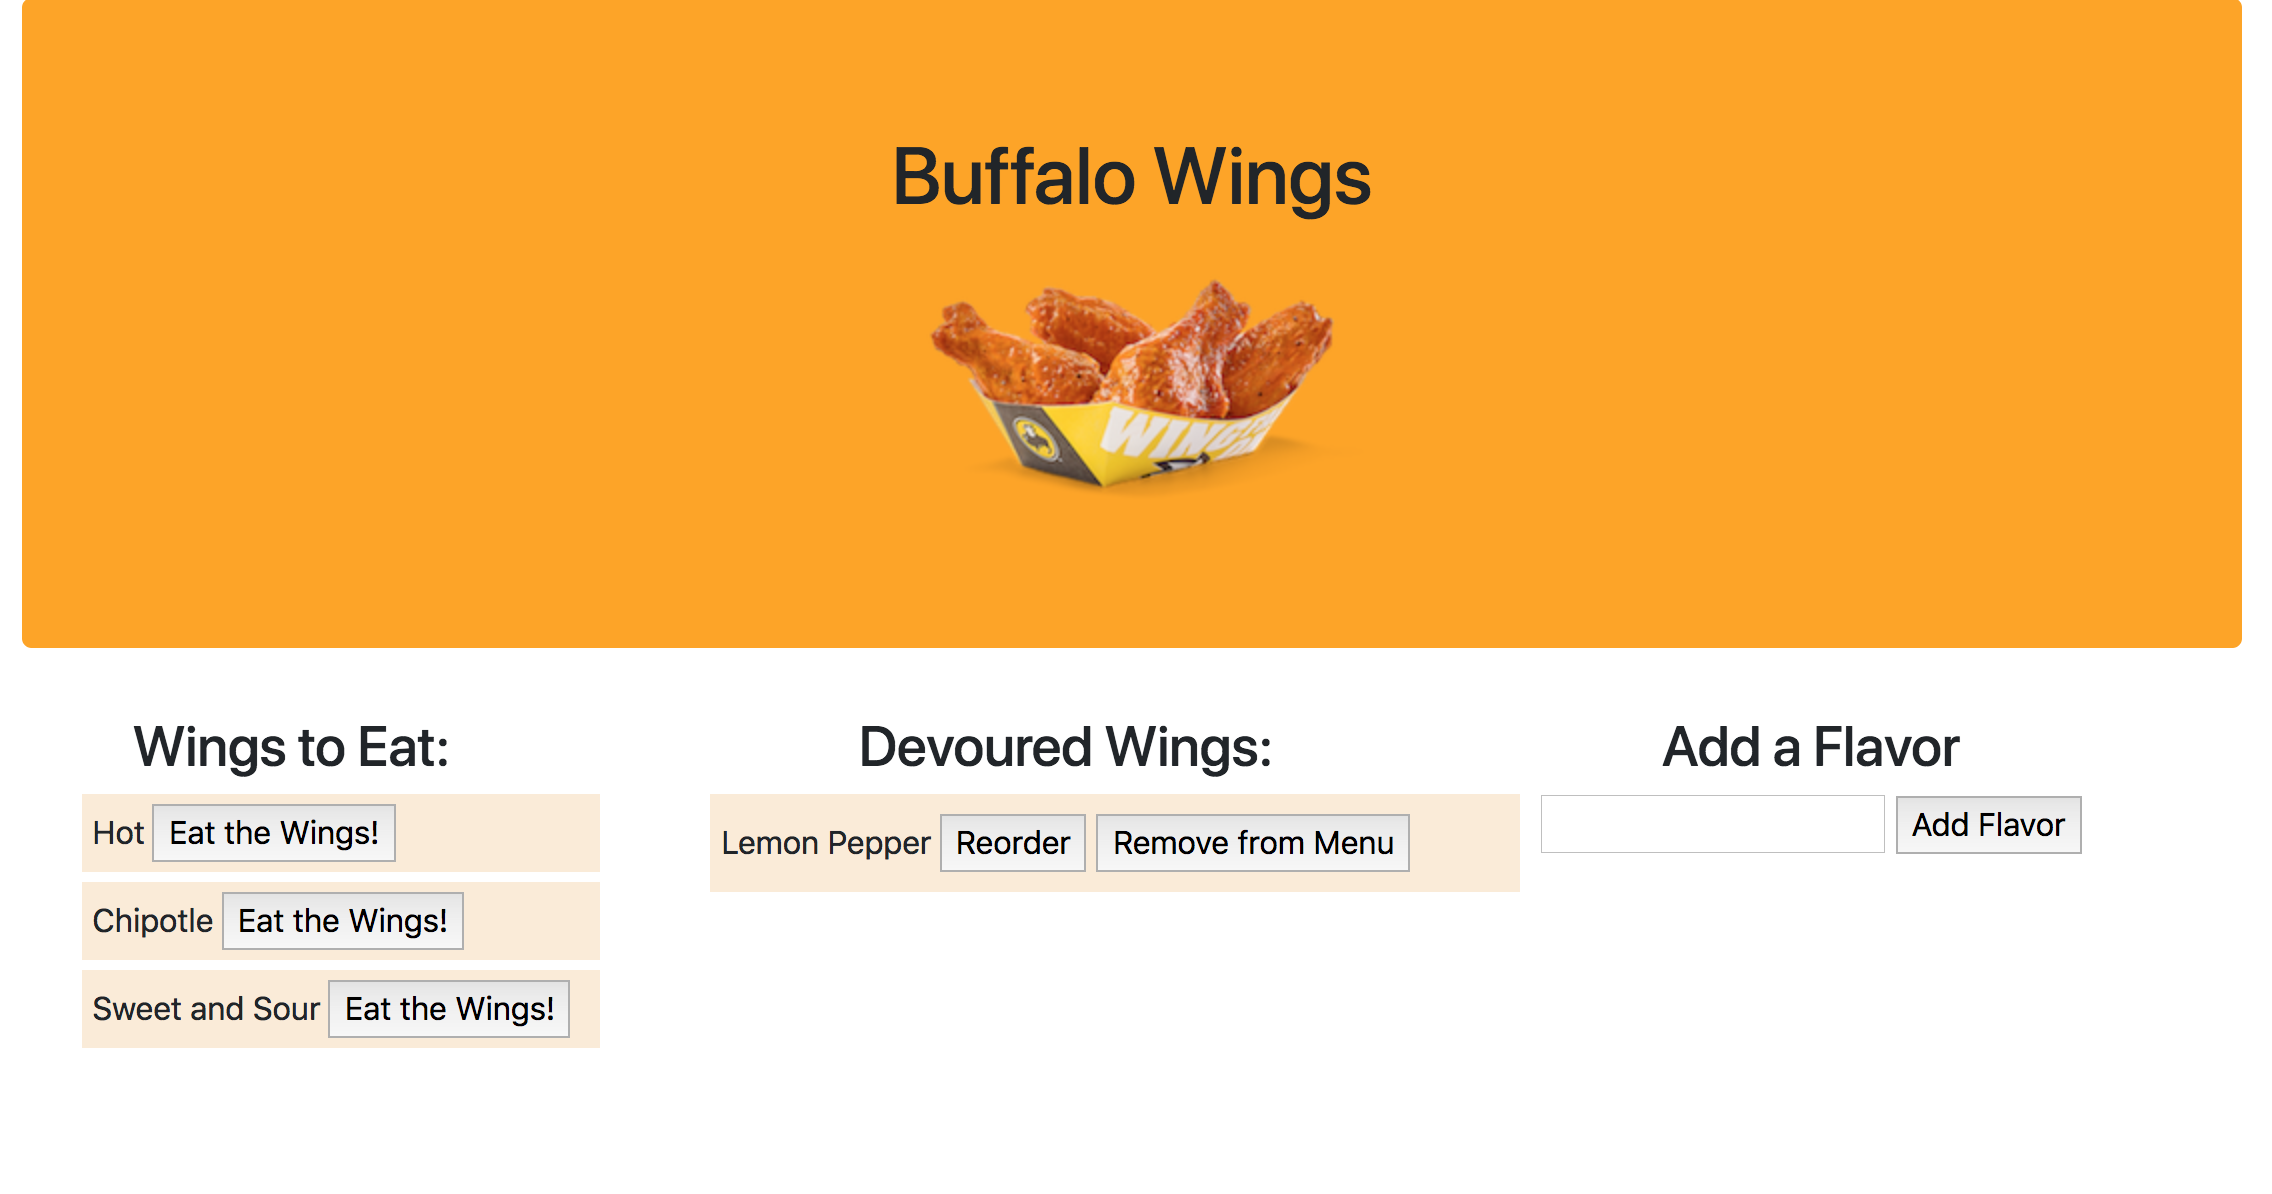 Buffalo Wings
WING
Wings to Eat:
Hot Eat the Wings!
Chipotle Eat the Wings!
Sweet and Sour Eat the Wings!
Devoured Wings:
Lemon Pepper Reorder Remove from Menu
Add a Flavor
Add Flavor